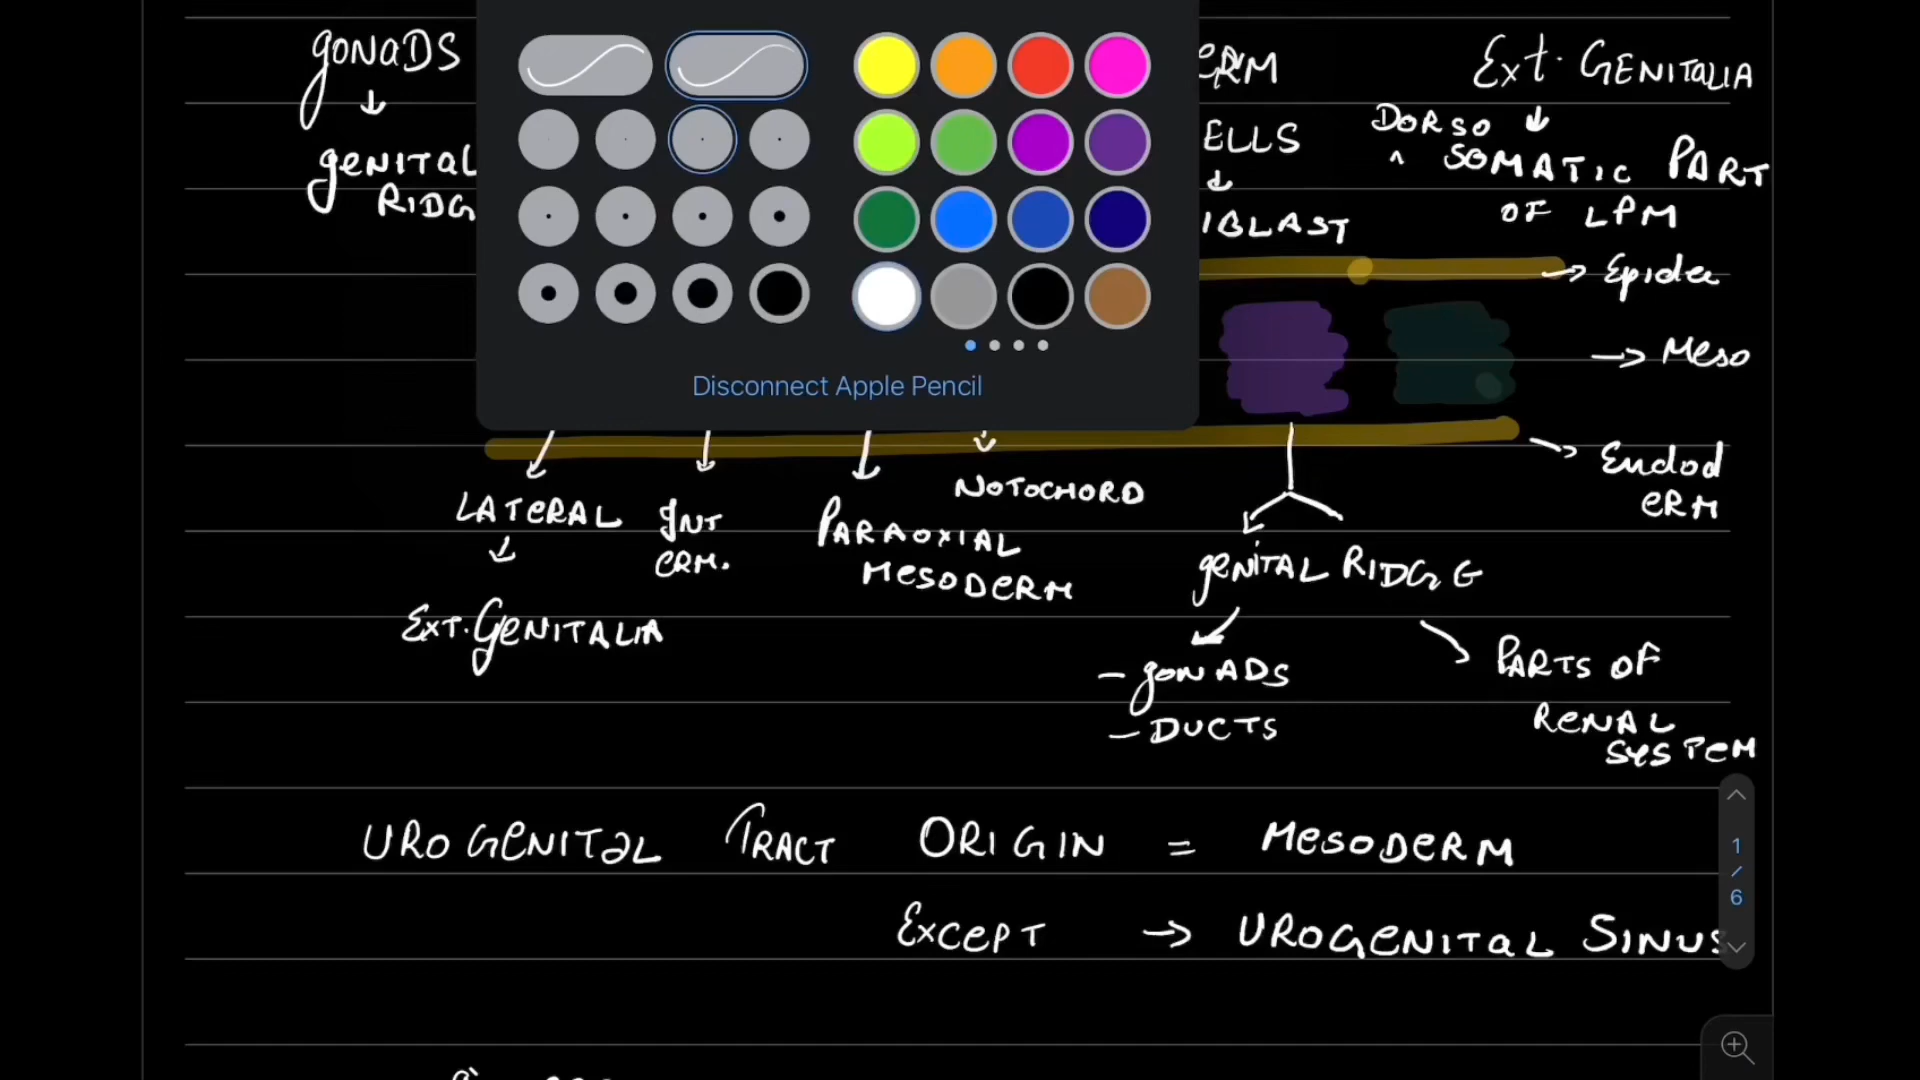 gONaDS
↓
geNITaL
RIDG
ERM
ELLS
↓
IBLAST
Ext. GENITaLIA
DORSO ↓
^ SOMATIC PART
OF LPM
→ Epide
→ Meso
→ Endod
eRM
Disconnect Apple Pencil
LATeRAL
↓
EXT. GENITALIA
INT
ERM.
PARAOXIAL
MeSODeRM
NOTOCHORD
geNITAL RIDGE
- gONADS
- DUCTS
PARTS OF
ReNAL
SYSTEM
UROGENITaL TRACT ORIGIN = MeSODeRM
EXCePT → UROGeNITaL SINUS
1
/
6